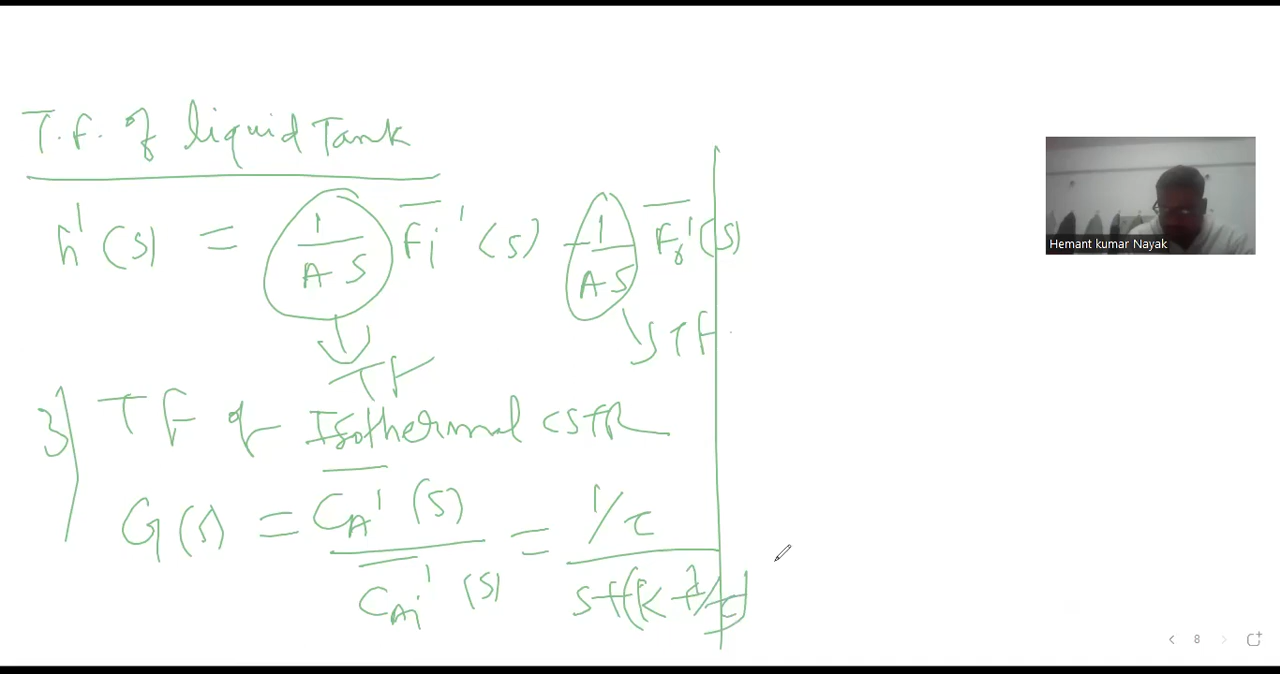 T.F. of liquid Tank
h'(s) = 1/AS Fi'(s) - 1/AS Fo'(s)
TF
TF
3) TF of Isothermal CSTR
G(s) = CA'(s)/CAi'(s) = 1/τ / s+(k+1/τ)
Hemant kumar Nayak
8